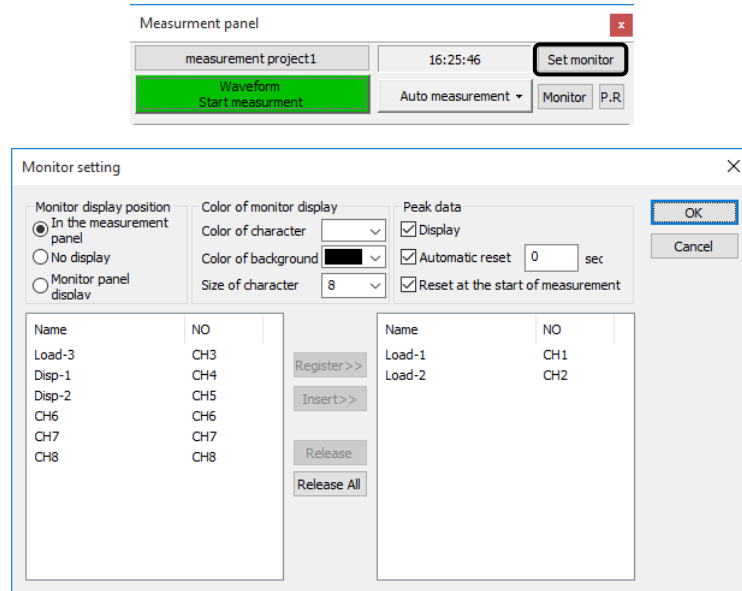 Measurment panel
x
measurement project1
16:25:46
Set monitor
Waveform
Start measurment
Auto measurement
Monitor
P.R
Monitor setting
Monitor display position
In the measurement
panel
No display
Monitor panel
display
Color of monitor display
Color of character
Color of background
Size of character
8
Peak data
Display
Automatic reset
0
sec
Reset at the start of measurement
OK
Cancel
Name NO
Load-3 CH3
Disp-1 CH4
Disp-2 CH5
CH6 CH6
CH7 CH7
CH8 CH8
Register>>
Insert>>
Release
Release All
Name NO
Load-1 CH1
Load-2 CH2